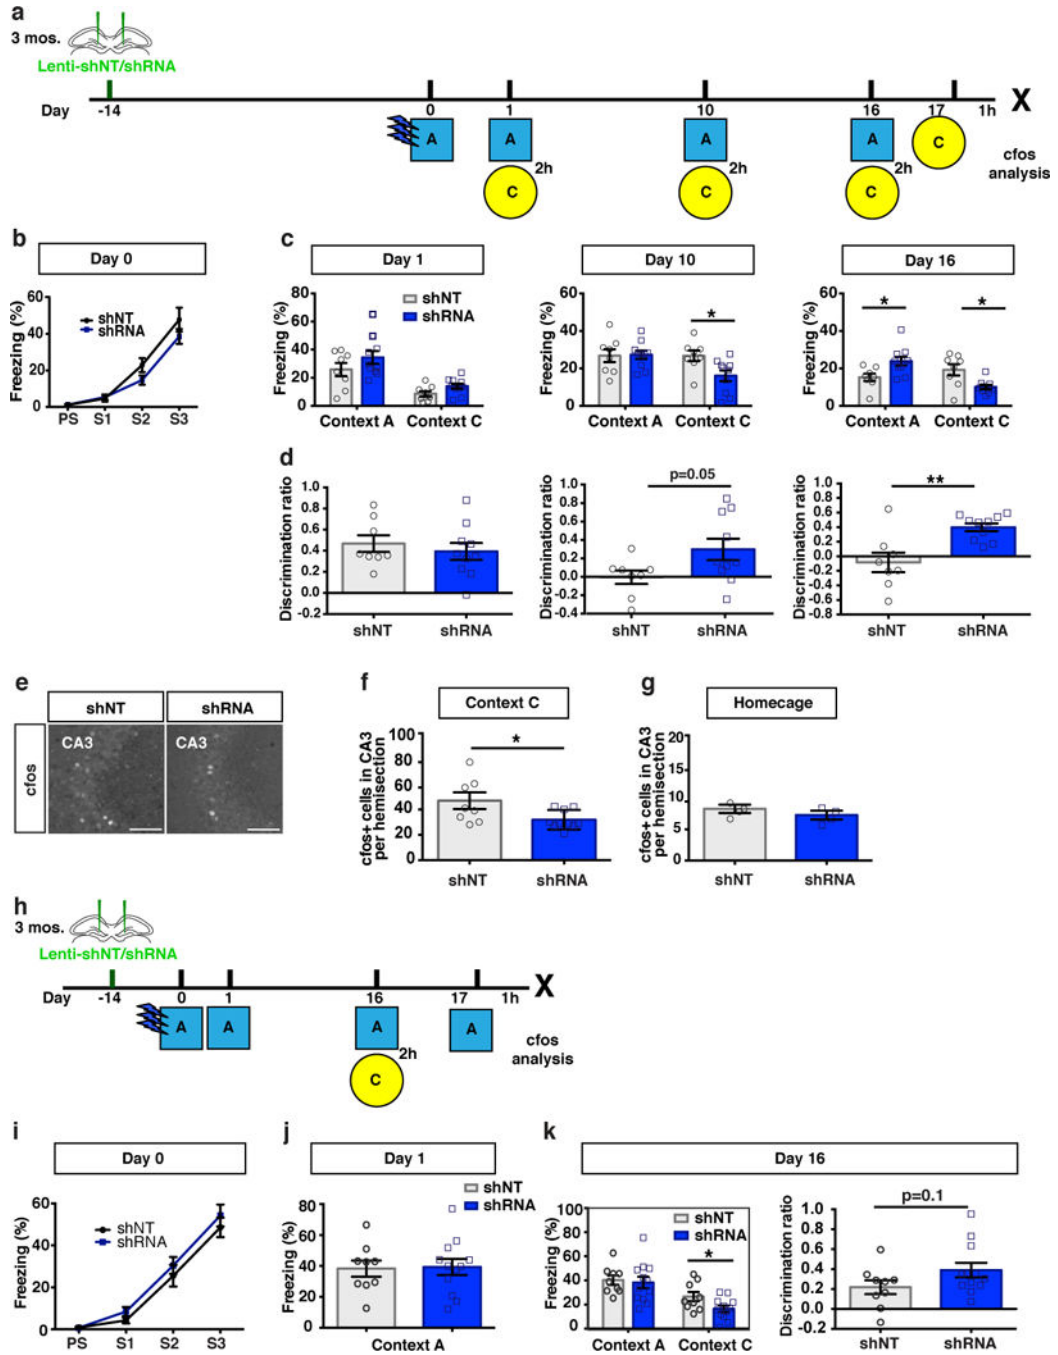 a
3 mos.
Lenti-shNT/shRNA
Day -14 0 1 10 16 17 1h X
A A A A C
2h 2h 2h
C C C
cfos
analysis
b
Day 0
Freezing (%)
60
40
20
0
shNT
shRNA
PS S1 S2 S3
c
Day 1
Freezing (%)
80
60
40
20
0
shNT
shRNA
Context A Context C
Day 10
Freezing (%)
60
40
20
0
*
Context A Context C
Day 16
Freezing (%)
60
40
20
0
* *
Context A Context C
d
Discrimination ratio
1.0
0.8
0.6
0.4
0.2
0.0
-0.2
shNT shRNA
Discrimination ratio
p=0.05
1.0
0.8
0.6
0.4
0.2
0.0
-0.2
-0.4
shNT shRNA
Discrimination ratio
**
1.0
0.8
0.6
0.4
0.2
0.0
-0.2
-0.4
-0.6
-0.8
shNT shRNA
e
shNT shRNA
cfos
CA3 CA3
f
Context C
cfos+ cells in CA3
per hemisection
100
80
60
40
20
0
*
shNT shRNA
g
Homecage
cfos+ cells in CA3
per hemisection
20
15
10
5
0
shNT shRNA
h
3 mos.
Lenti-shNT/shRNA
Day -14 0 1 16 17 1h X
A A A A
2h
C
cfos
analysis
i
Day 0
Freezing (%)
60
40
20
0
shNT
shRNA
PS S1 S2 S3
j
Day 1
shNT
shRNA
Freezing (%)
80
60
40
20
0
Context A
k
Day 16
Freezing (%)
100
80
60
40
20
0
shNT
shRNA
*
Context A Context C
Discrimination ratio
p=0.1
1.0
0.8
0.6
0.4
0.2
0.0
-0.2
shNT shRNA